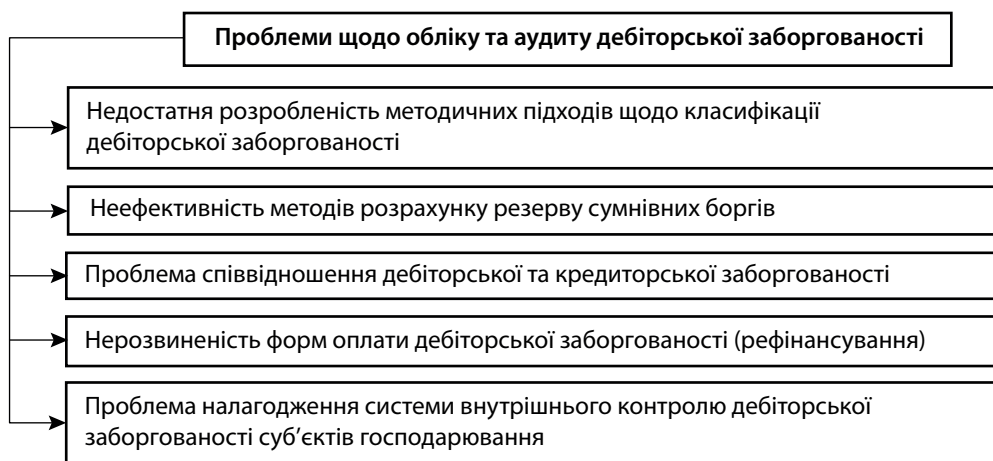 Проблеми щодо обліку та аудиту дебіторської заборгованості
Недостатня розробленість методичних підходів щодо класифікації
дебіторської заборгованості
Неефективність методів розрахунку резерву сумнівних боргів
Проблема співвідношення дебіторської та кредиторської заборгованості
Нерозвиненість форм оплати дебіторської заборгованості (рефінансування)
Проблема налагодження системи внутрішнього контролю дебіторської
заборгованості суб’єктів господарювання